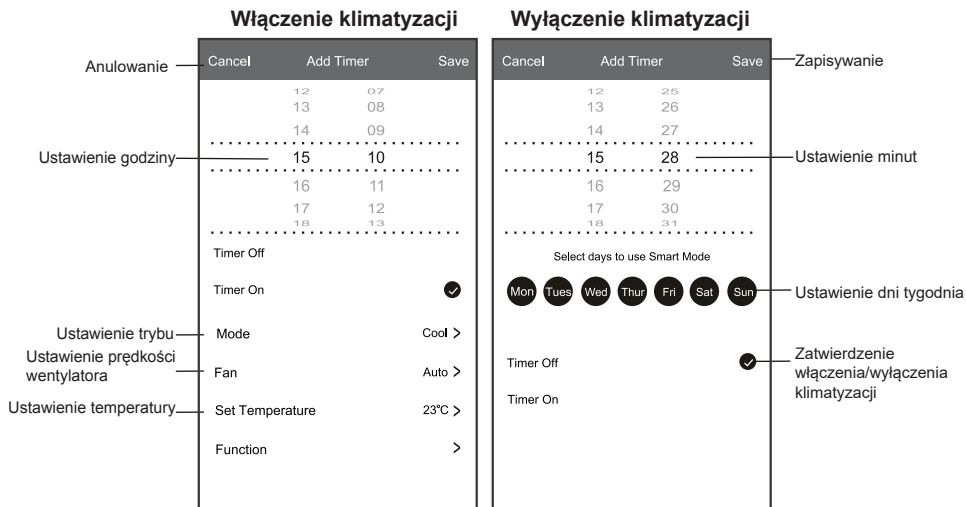 Włączenie klimatyzacji
Wyłączenie klimatyzacji
Anulowanie
Cancel Add Timer Save
12 07
13 08
14 09
Ustawienie godziny
15 10
16 11
17 12
18 13
Timer Off
Timer On
Ustawienie trybu
Mode Cool >
Ustawienie prędkości
wentylatora
Fan Auto >
Ustawienie temperatury
Set Temperature 23°C >
Function >
Cancel Add Timer Save
Zapisywanie
12 25
13 26
14 27
15 28
Ustawienie minut
16 29
17 30
18 31
Select days to use Smart Mode
Mon Tues Wed Thur Fri Sat Sun
Ustawienie dni tygodnia
Timer Off
Zatwierdzenie
włączenia/wyłączenia
klimatyzacji
Timer On